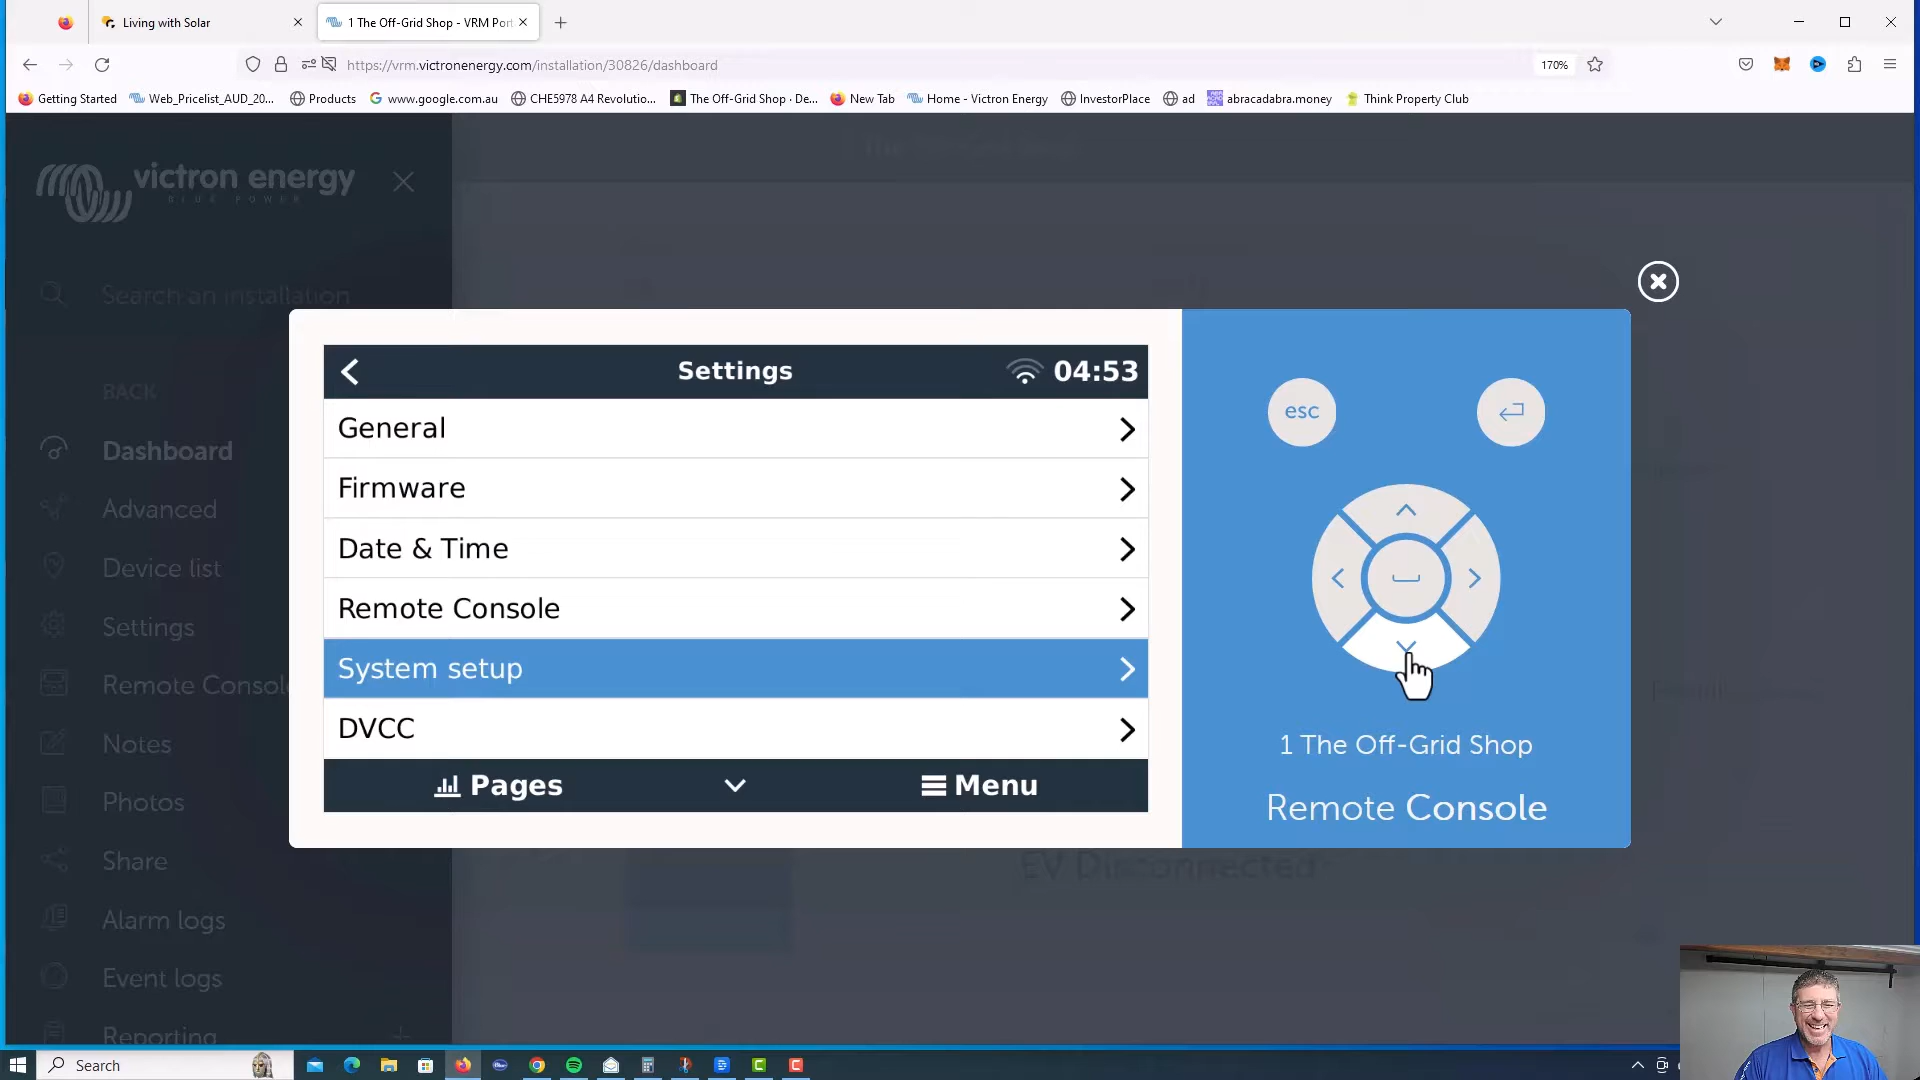 Living with Solar
1 The Off-Grid Shop - VRM Port
https://vrm.victronenergy.com/installation/30826/dashboard
170%
Getting Started
Web_Pricelist_AUD_20...
Products
www.google.com.au
CHE5978 A4 Revolutio...
The Off-Grid Shop · De...
New Tab
Home - Victron Energy
InvestorPlace
ad
abracadabra.money
Think Property Club
victron energy
BLUE POWER
Search an installation
BACK
Dashboard
Advanced
Device list
Settings
Remote Consol
Notes
Photos
Share
Alarm logs
Event logs
Reporting
Settings
04:53
General
Firmware
Date & Time
Remote Console
System setup
DVCC
Pages
Menu
esc
1 The Off-Grid Shop
Remote Console
EV Disconnected
Search